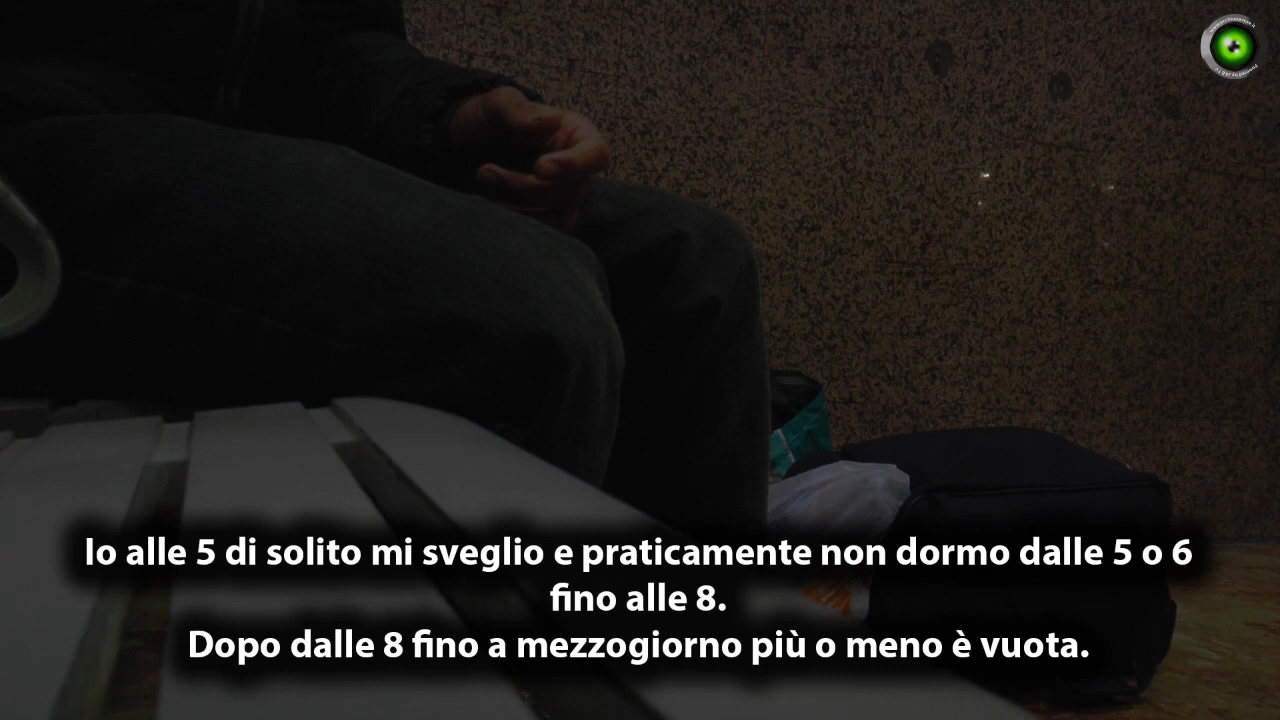 Io alle 5 di solito mi sveglio e praticamente non dormo dalle 5 o 6
fino alle 8.
Dopo dalle 8 fino a mezzogiorno più o meno è vuota.